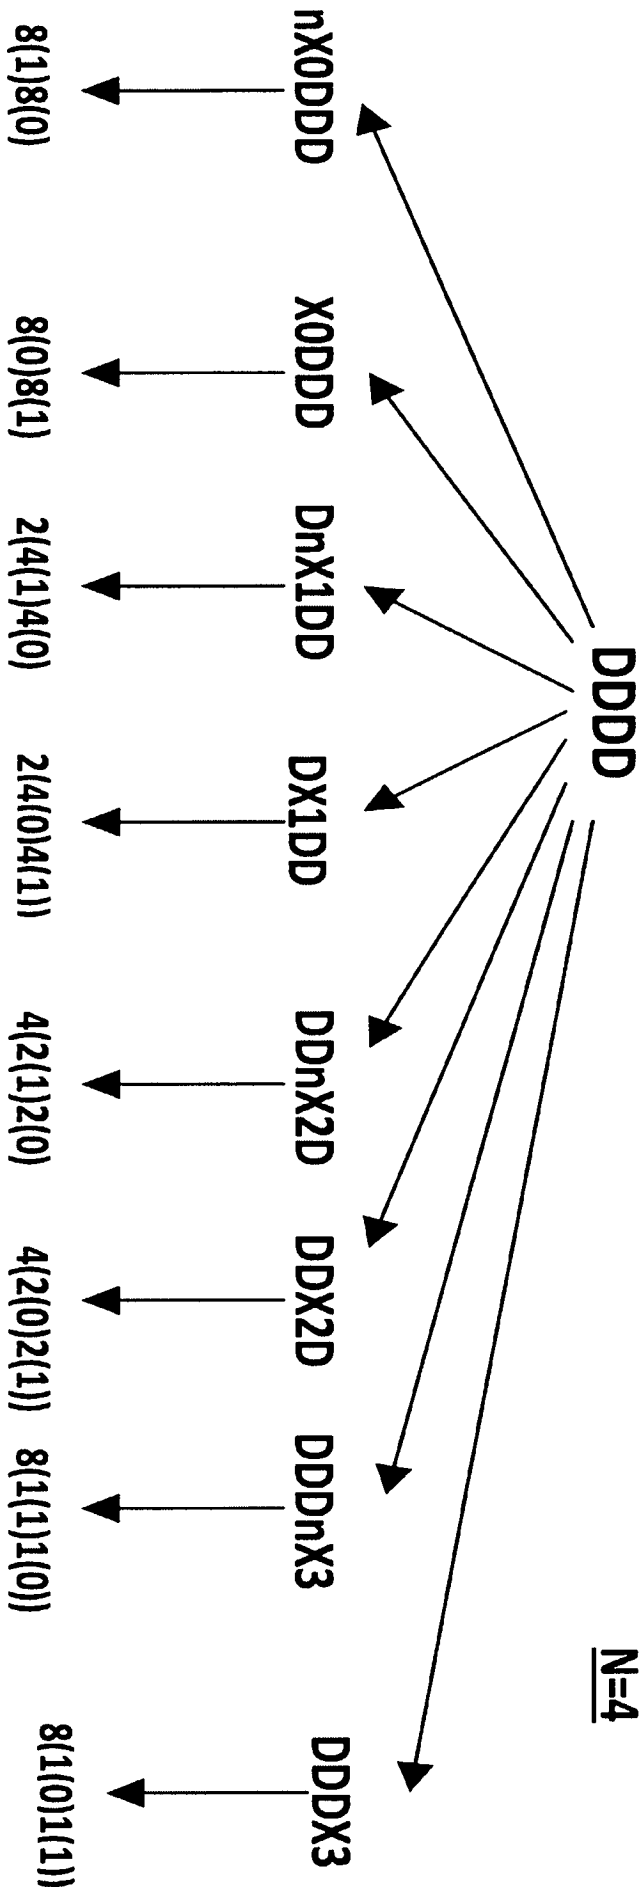 N=4
DDDD
nX0DDD
X0DDD
DnX1DD
DX1DD
DDnX2D
DDX2D
DDDnX3
DDDX3
8(1)8(0)
8(0)8(1)
2(4(1)4(0)
2(4(0)4(1))
4(2(1)2(0)
4(2(0)2(1))
8(1(1)1(0))
8(1(0)1(1))